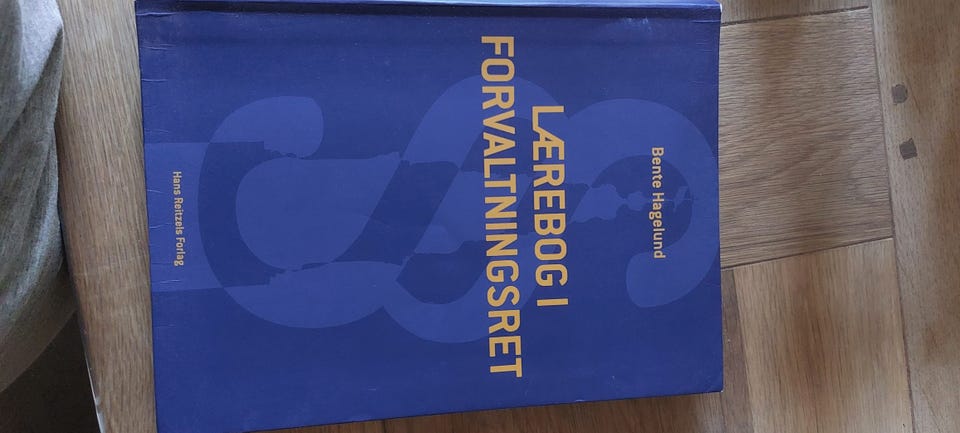 Bente Hagelund
LÆREBOG I
FORVALTNINGSRET
Hans Reitzels Forlag